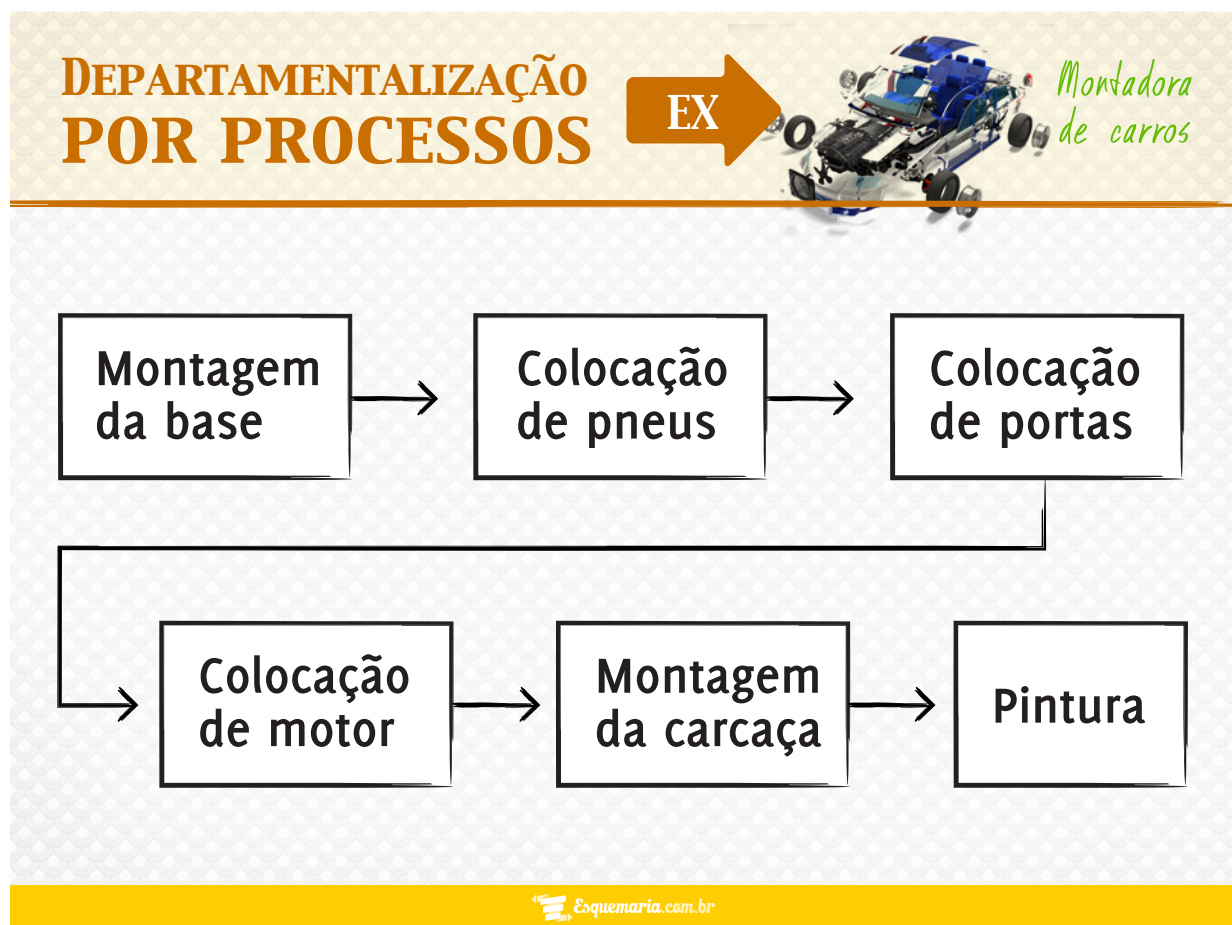 Departamentalização
por processos
EX
Montadora
de carros
Montagem
da base
Colocação
de pneus
Colocação
de portas
Colocação
de motor
Montagem
da carcaça
Pintura
Esquemaria.com.br